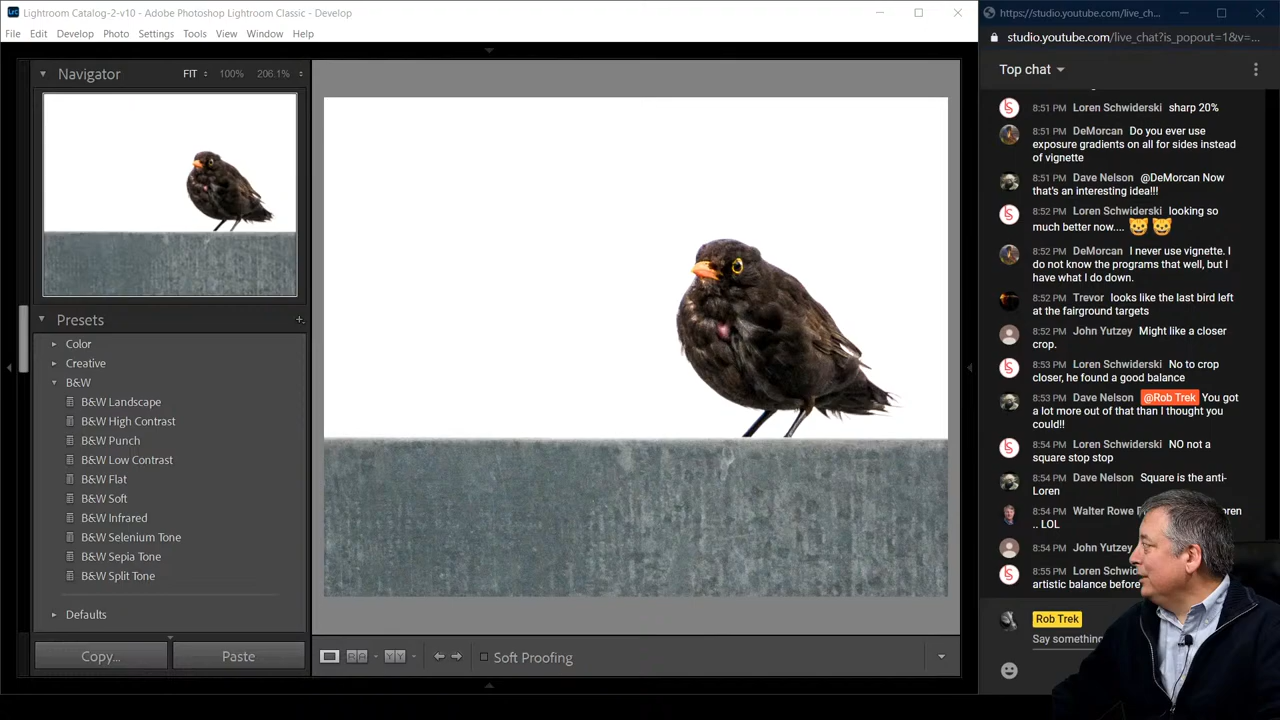 Lightroom Catalog-2-v10 - Adobe Photoshop Lightroom Classic - Develop
File Edit Develop Photo Settings Tools View Window Help
Navigator FIT 100% 206.1%
Presets
Color
Creative
B&W
B&W Landscape
B&W High Contrast
B&W Punch
B&W Low Contrast
B&W Flat
B&W Soft
B&W Infrared
B&W Selenium Tone
B&W Sepia Tone
B&W Split Tone
Defaults
Copy... Paste
Soft Proofing
https://studio.youtube.com/live_ch...
studio.youtube.com/live_chat?is_popout=1&v=...
Top chat
8:51 PM Loren Schwiderski sharp 20%
8:51 PM DeMorcan Do you ever use
exposure gradients on all for sides instead
of vignette
8:51 PM Dave Nelson @DeMorcan Now
that's an interesting idea!!!
8:52 PM Loren Schwiderski looking so
much better now....
8:52 PM DeMorcan I never use vignette. I
do not know the programs that well, but I
have what I do down.
8:52 PM Trevor looks like the last bird left
at the fairground targets
8:52 PM John Yutzey Might like a closer
crop.
8:53 PM Loren Schwiderski No to crop
closer, he found a good balance
8:53 PM Dave Nelson @Rob Trek You got
a lot more out of that than I thought you
could!!
8:54 PM Loren Schwiderski NO not a
square stop stop
8:54 PM Dave Nelson Square is the anti-
Loren
8:54 PM Walter Rowe
.. LOL
8:54 PM John Yutzey
8:55 PM Loren
artistic balance before
Rob Trek
Say something